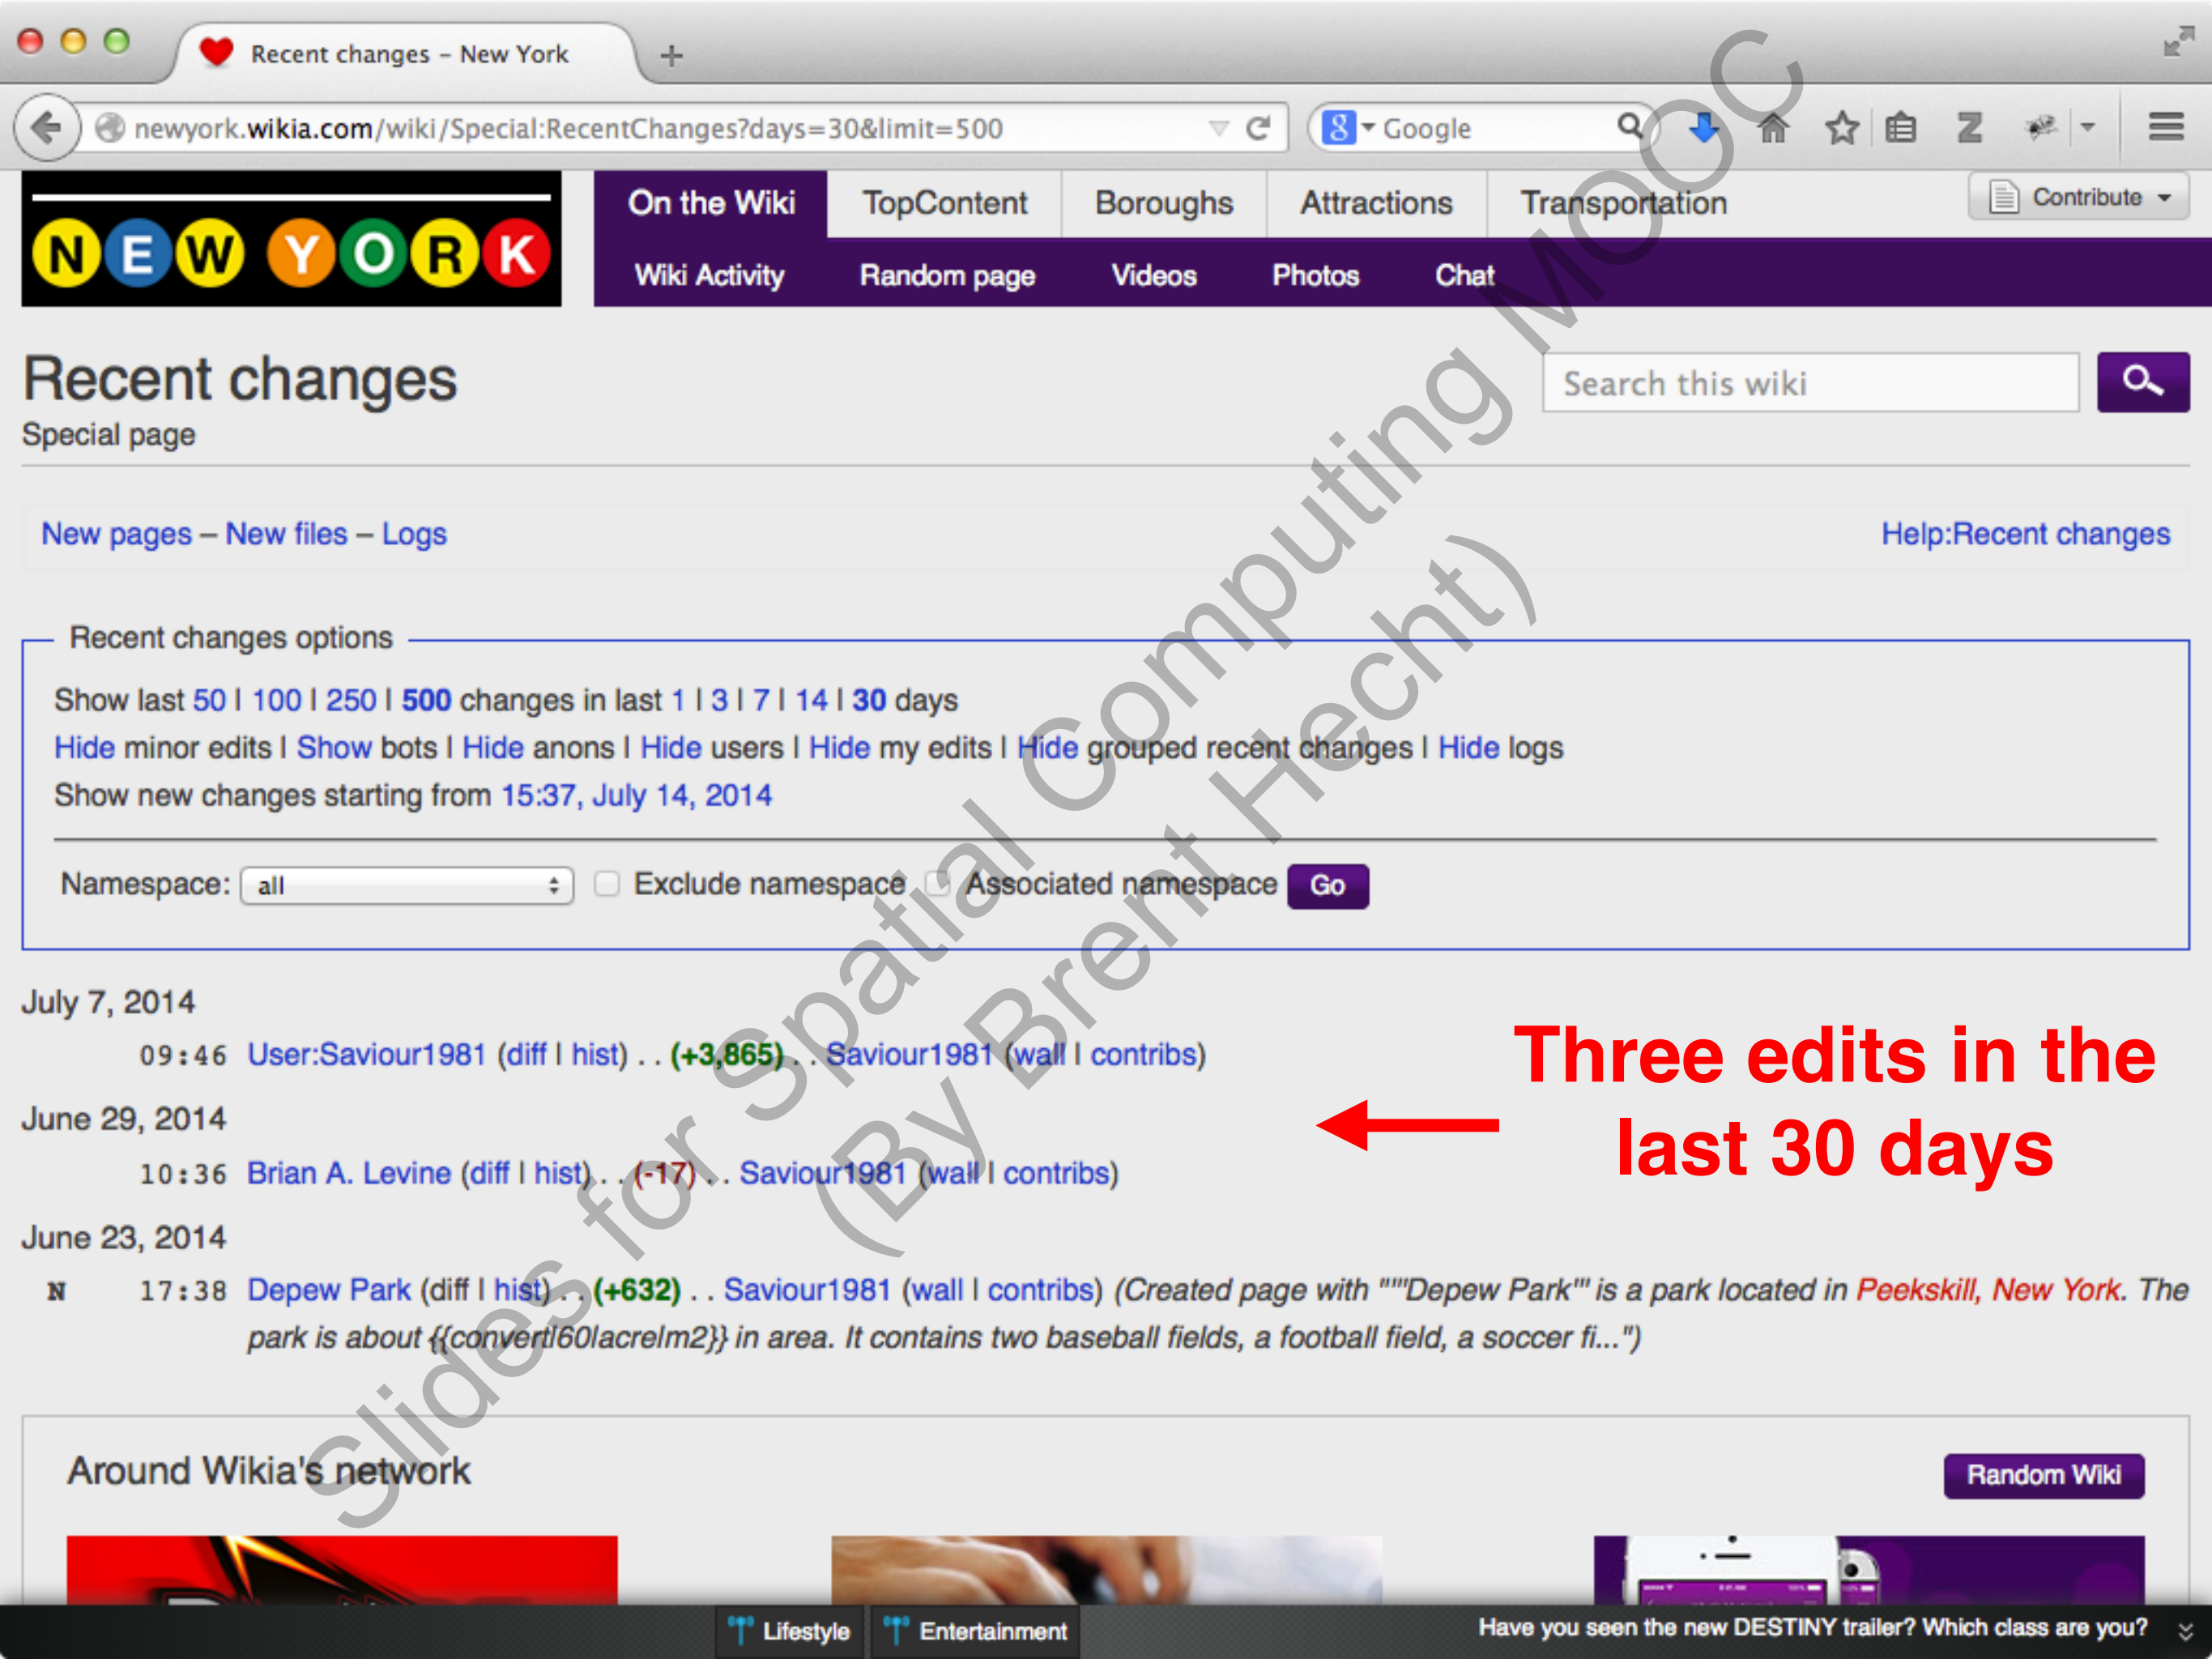 Recent changes – New York
newyork.wikia.com/wiki/Special:RecentChanges?days=30&limit=500
8 Google
Z
NEW YORK
On the Wiki TopContent Boroughs Attractions Transportation Contribute
Wiki Activity Random page Videos Photos Chat
Recent changes
Search this wiki
Special page
New pages – New files – Logs
Help:Recent changes
Recent changes options
Show last 50 | 100 | 250 | 500 changes in last 1 | 3 | 7 | 14 | 30 days
Hide minor edits | Show bots | Hide anons | Hide users | Hide my edits | Hide grouped recent changes | Hide logs
Show new changes starting from 15:37, July 14, 2014
Namespace: all Exclude namespace Associated namespace Go
July 7, 2014
09:46 User:Saviour1981 (diff | hist) . . (+3,865) . . Saviour1981 (wall | contribs)
June 29, 2014
10:36 Brian A. Levine (diff | hist) . . (-17) . . Saviour1981 (wall | contribs)
June 23, 2014
N 17:38 Depew Park (diff | hist) . . (+632) . . Saviour1981 (wall | contribs) (Created page with "'''Depew Park''' is a park located in Peekskill, New York. The
park is about {{convert|60|acre|m2}} in area. It contains two baseball fields, a football field, a soccer fi...")
Three edits in the
last 30 days
Around Wikia's network
Random Wiki
Lifestyle Entertainment Have you seen the new DESTINY trailer? Which class are you?
Slides for Spatial Computing MOOC
(By Brent Hecht)